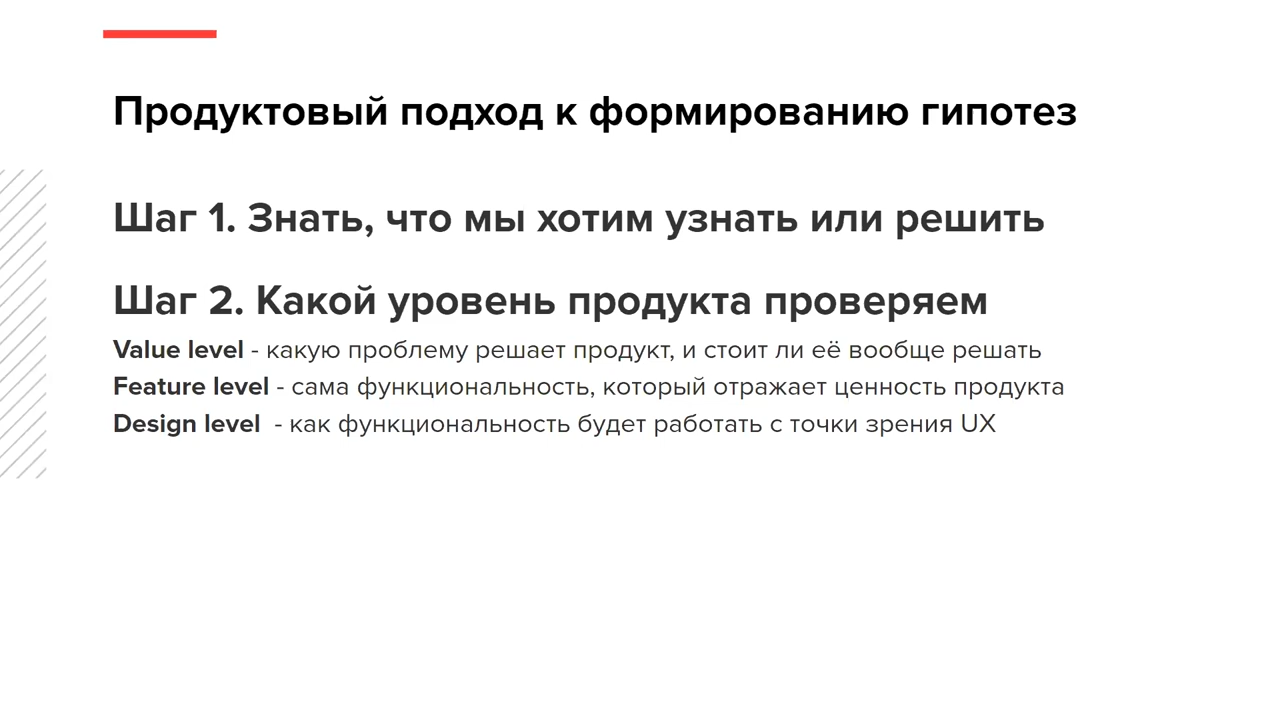 Продуктовый подход к формированию гипотез
Шаг 1. Знать, что мы хотим узнать или решить
Шаг 2. Какой уровень продукта проверяем
Value level - какую проблему решает продукт, и стоит ли её вообще решать
Feature level - сама функциональность, который отражает ценность продукта
Design level  - как функциональность будет работать с точки зрения UX